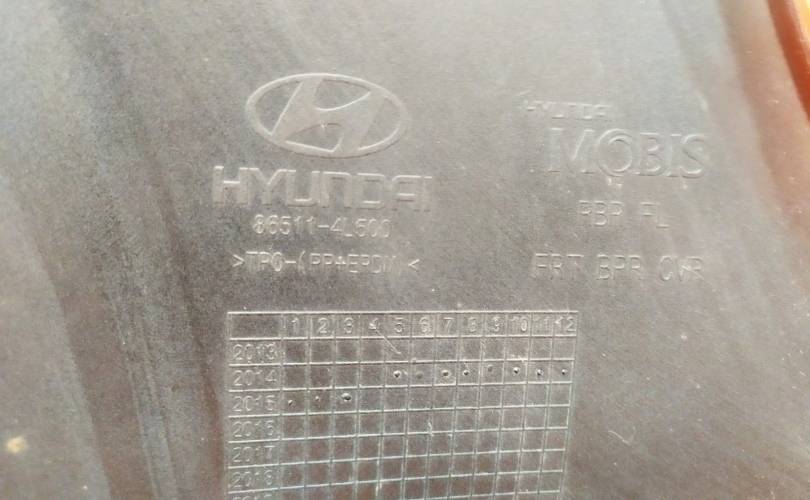 HYUNDAI
86511-4L500
>TPO-(PP+EPDM)<
HYUNDAI
MOBIS
RBR FL
FRT BPR CVR
1 2 3 4 5 6 7 8 9 10 11 12
2013
2014
2015
2016
2017
2018